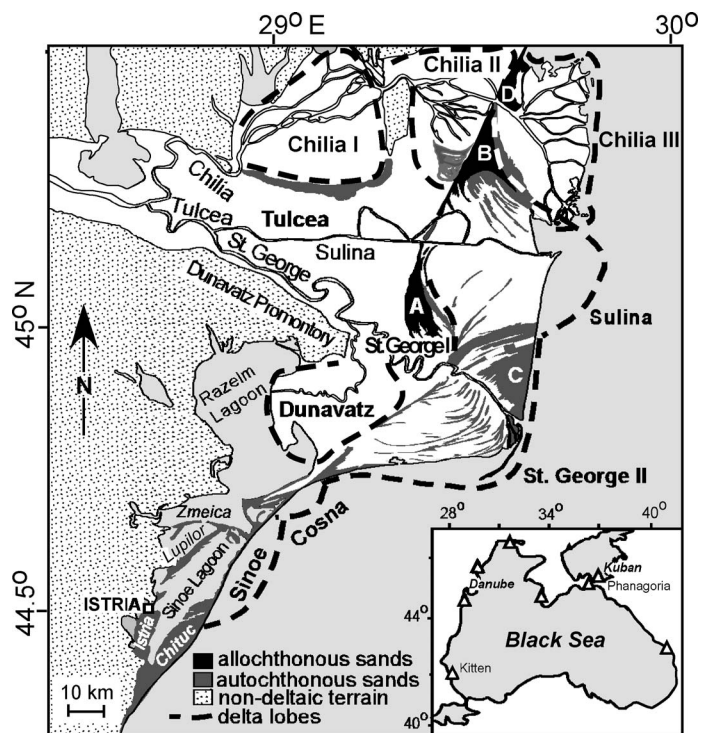 29° E
30°
Chilia II
D
Chilia I
Chilia III
B
Chilia
Tulcea
Tulcea
St. George
Sulina
Dunavatz Promontory
45° N
A
Sulina
St. George I
N
Razelm
Lagoon
C
Dunavatz
St. George II
Zmeica
Cosna
Lupilor
Sinoe Lagoon
Sinoe
ISTRIA
Istria
Chituc
44.5°
10 km
allochthonous sands
autochthonous sands
non-deltaic terrain
delta lobes
28°
34°
40°
Danube
Kuban
Phanagoria
44°
Black Sea
Kitten
40°